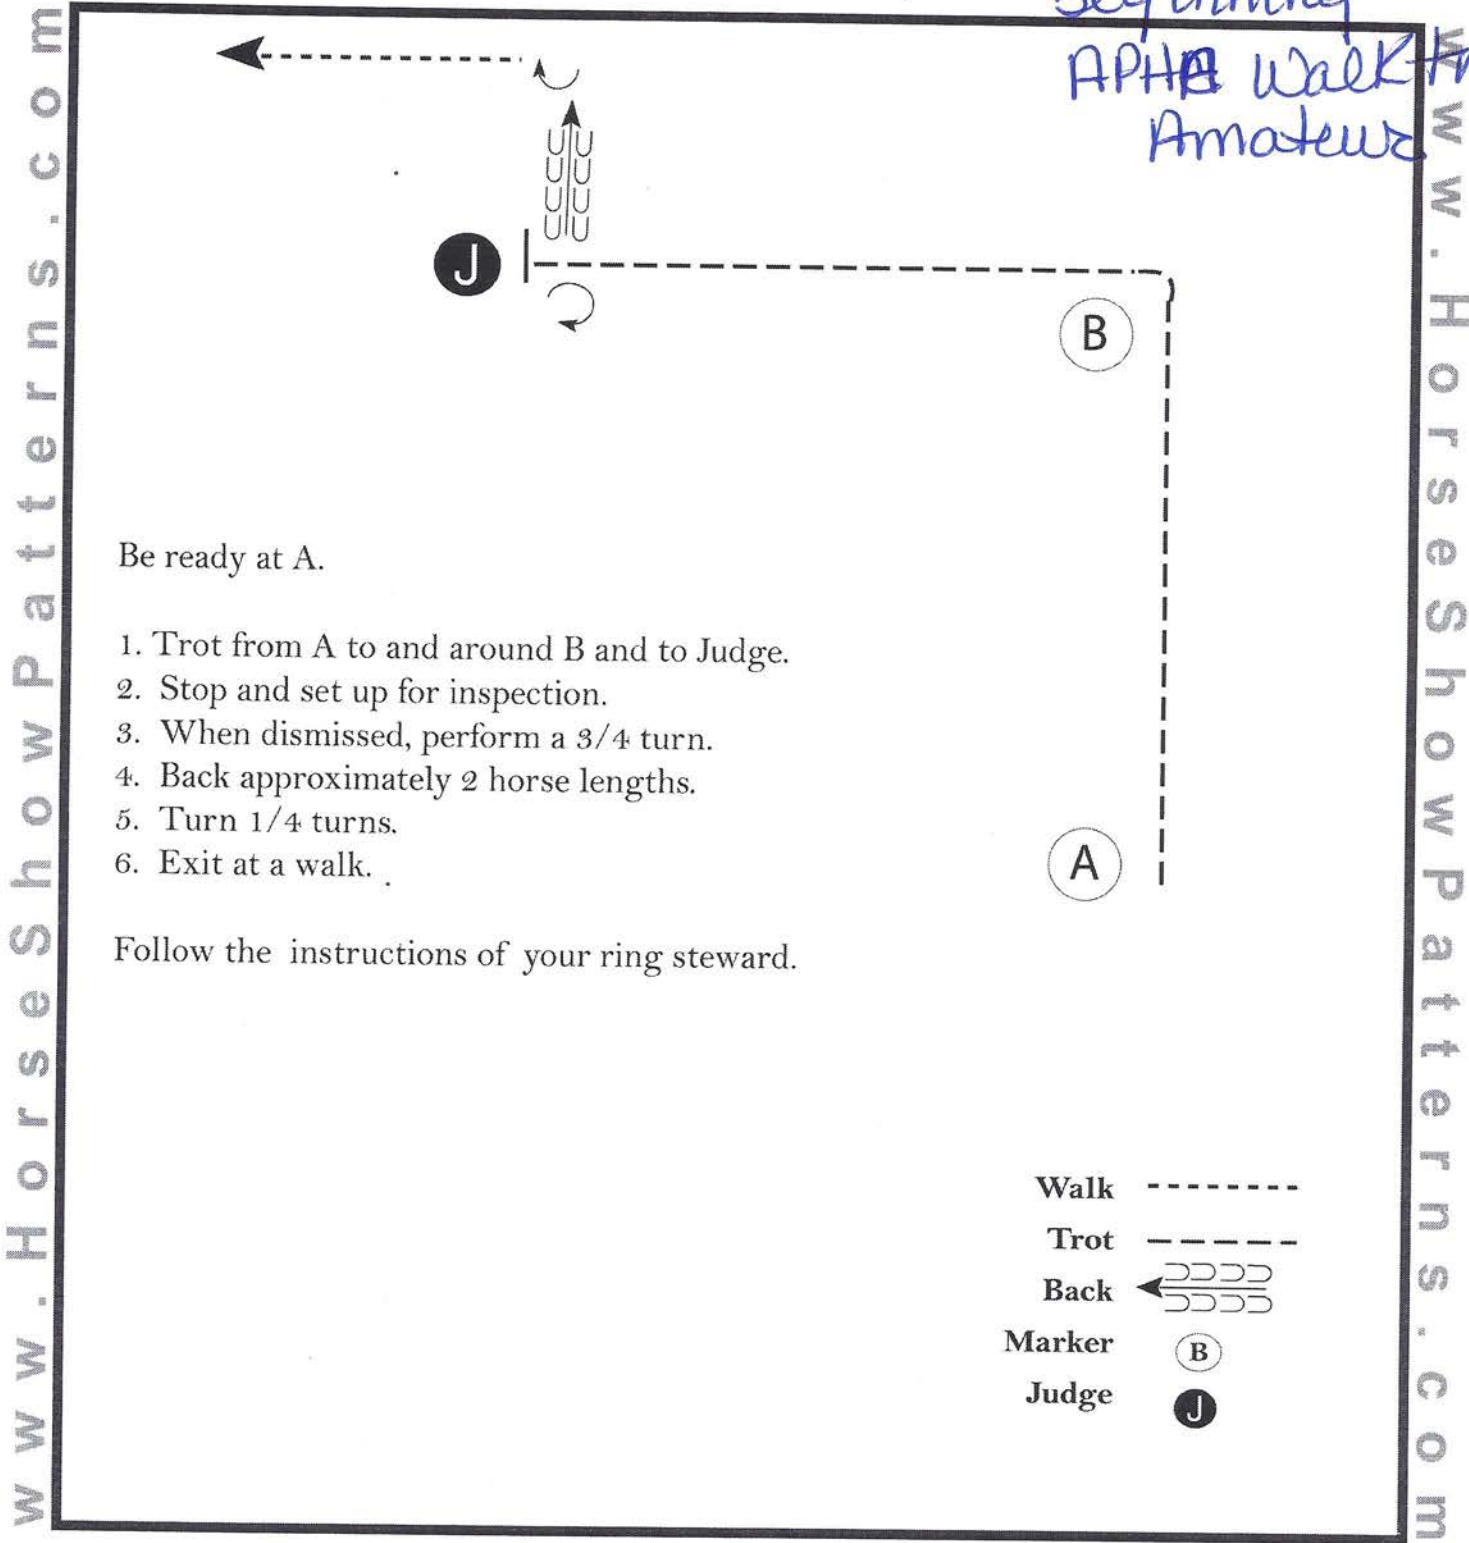 Beginning
APHA Walk
Amateur
www.HorseShowPatterns.com
www.HorseShowPatterns.com
J
B
A
Be ready at A.
1. Trot from A to and around B and to Judge.
2. Stop and set up for inspection.
3. When dismissed, perform a 3/4 turn.
4. Back approximately 2 horse lengths.
5. Turn 1/4 turns.
6. Exit at a walk.
Follow the instructions of your ring steward.
Walk
Trot
Back
Marker B
Judge J